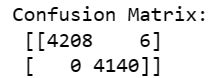 Confusion Matrix:
[[4208    6]
[   0 4140]]